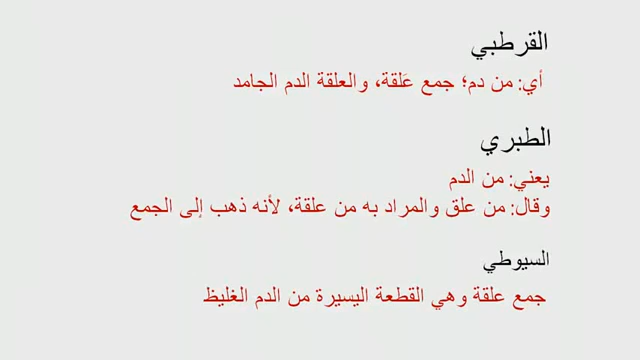 القرطبي
أي: من دم؛ جمع عَلقة، والعلقة الدم الجامد
الطبري
يعني: من الدم
وقال: من علق والمراد به من علقة، لأنه ذهب إلى الجمع
السيوطي
جمع علقة وهي القطعة اليسيرة من الدم الغليظ